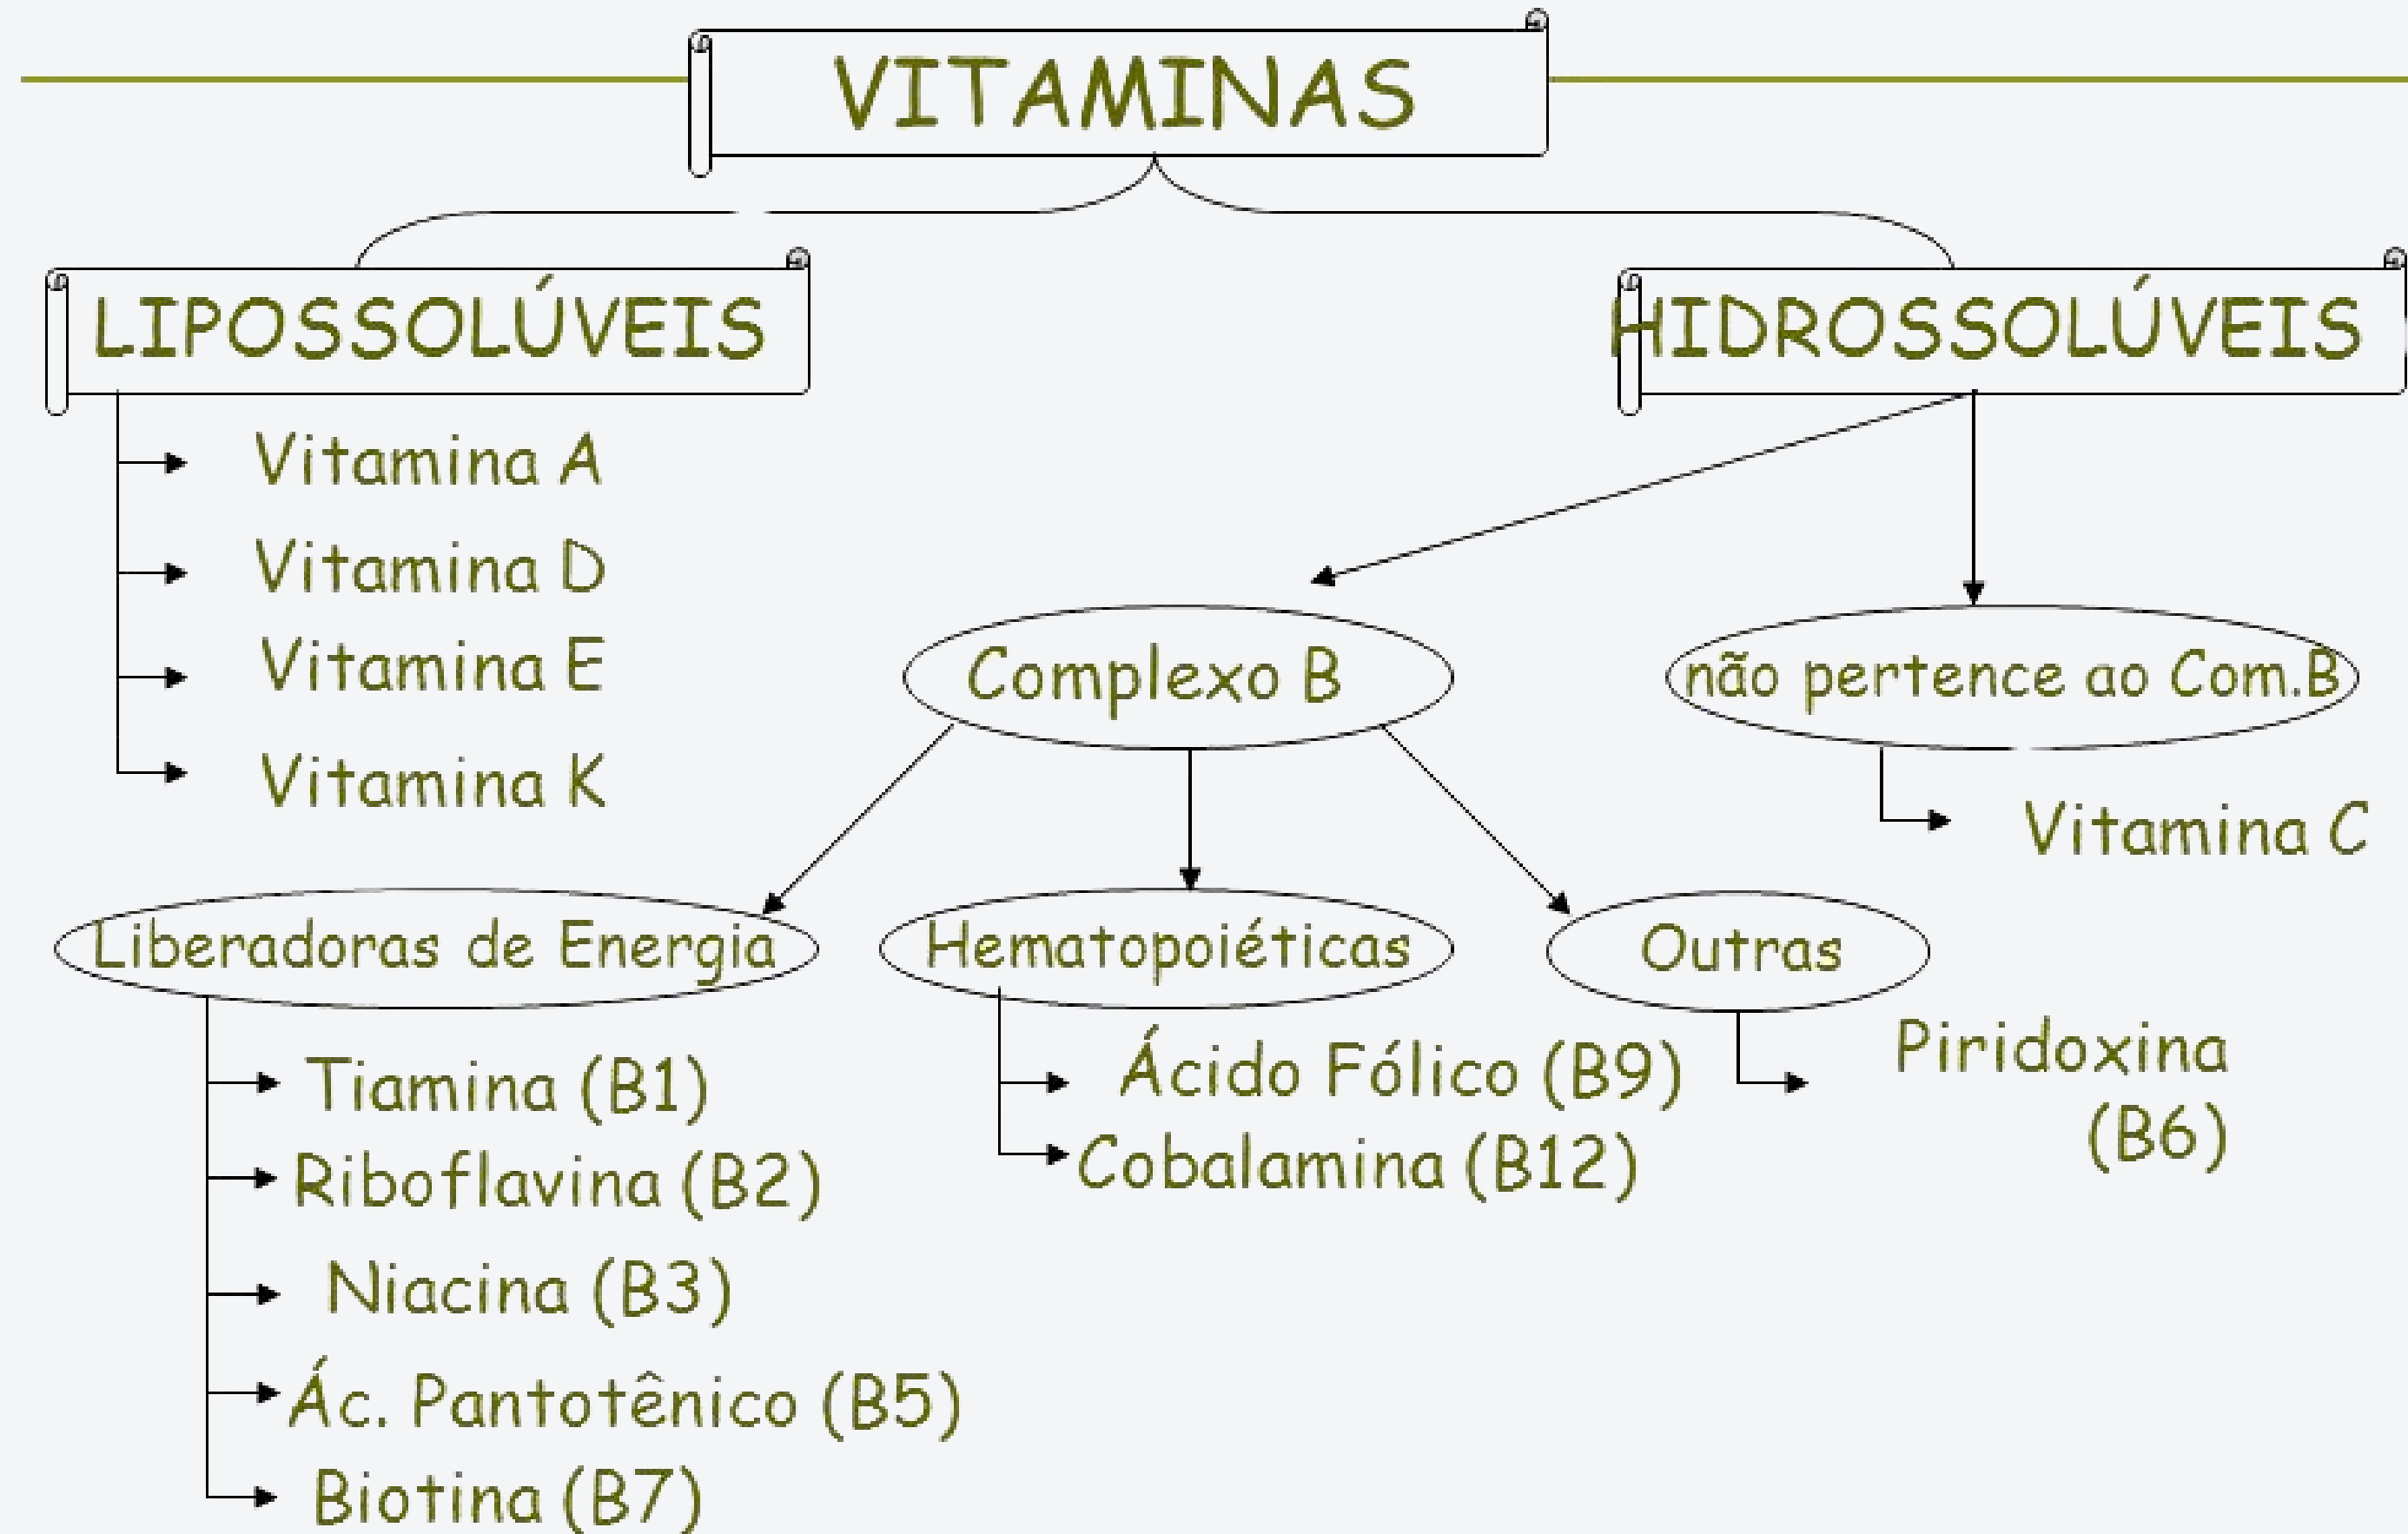 VITAMINAS
LIPOSSOLÚVEIS
HIDROSSOLÚVEIS
Vitamina A
Vitamina D
Vitamina E
Vitamina K
Complexo B
não pertence ao Com.B
Vitamina C
Liberadoras de Energia
Hematopoiéticas
Outras
Tiamina (B1)
Riboflavina (B2)
Niacina (B3)
Ác. Pantotênico (B5)
Biotina (B7)
Ácido Fólico (B9)
Cobalamina (B12)
Piridoxina
(B6)